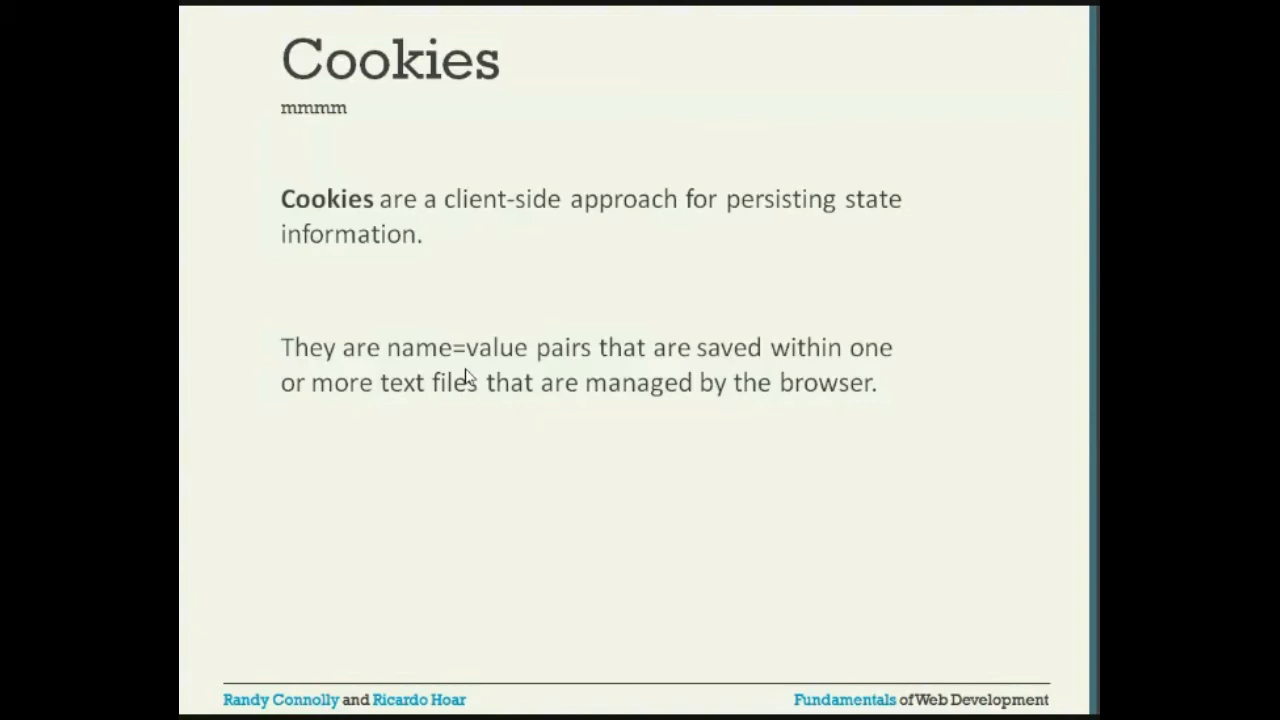 Cookies
mmmm
Cookies are a client-side approach for persisting state
information.
They are name=value pairs that are saved within one
or more text files that are managed by the browser.
Randy Connolly and Ricardo Hoar
Fundamentals of Web Development